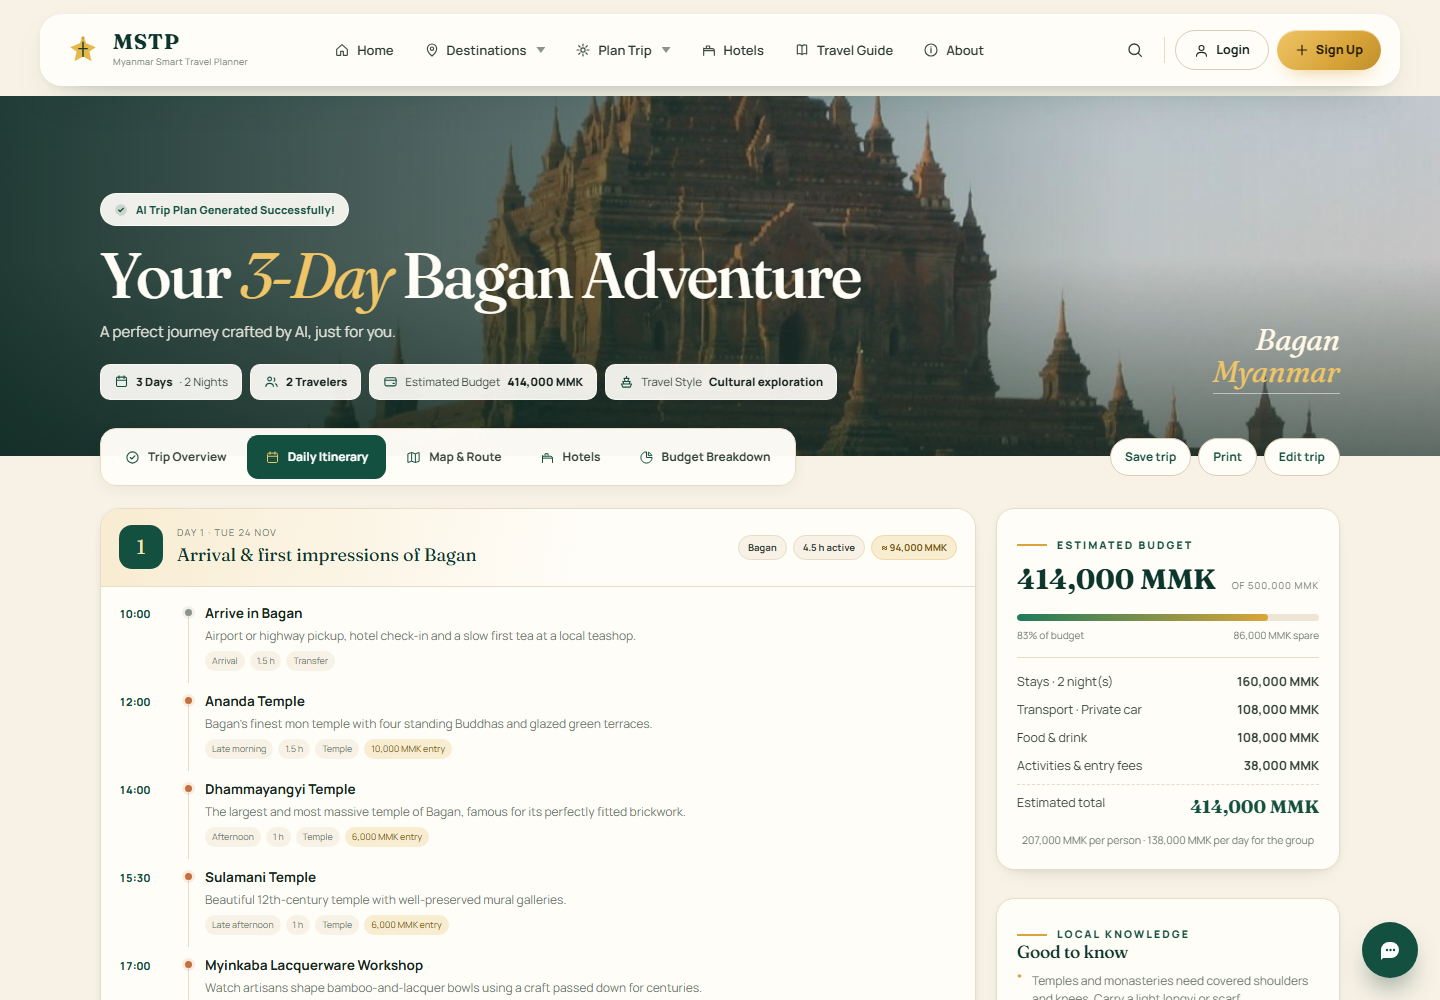 MSTP
Myanmar Smart Travel Planner
Home
Destinations
Plan Trip
Hotels
Travel Guide
About
Login
Sign Up
AI Trip Plan Generated Successfully!
Your 3-Day Bagan Adventure
A perfect journey crafted by AI, just for you.
3 Days · 2 Nights
2 Travelers
Estimated Budget 414,000 MMK
Travel Style Cultural exploration
Bagan
Myanmar
Trip Overview
Daily Itinerary
Map & Route
Hotels
Budget Breakdown
Save trip
Print
Edit trip
1
DAY 1 · TUE 24 NOV
Arrival & first impressions of Bagan
Bagan
4.5 h active
≈ 94,000 MMK
10:00
Arrive in Bagan
Airport or highway pickup, hotel check-in and a slow first tea at a local teashop.
Arrival
1.5 h
Transfer
12:00
Ananda Temple
Bagan's finest mon temple with four standing Buddhas and glazed green terraces.
Late morning
1.5 h
Temple
10,000 MMK entry
14:00
Dhammayangyi Temple
The largest and most massive temple of Bagan, famous for its perfectly fitted brickwork.
Afternoon
1 h
Temple
6,000 MMK entry
15:30
Sulamani Temple
Beautiful 12th-century temple with well-preserved mural galleries.
Late afternoon
1 h
Temple
6,000 MMK entry
17:00
Myinkaba Lacquerware Workshop
Watch artisans shape bamboo-and-lacquer bowls using a craft passed down for centuries.
ESTIMATED BUDGET
414,000 MMK
OF 500,000 MMK
83% of budget
86,000 MMK spare
Stays · 2 night(s)
160,000 MMK
Transport · Private car
108,000 MMK
Food & drink
108,000 MMK
Activities & entry fees
38,000 MMK
Estimated total
414,000 MMK
207,000 MMK per person · 138,000 MMK per day for the group
LOCAL KNOWLEDGE
Good to know
Temples and monasteries need covered shoulders
and knees. Carry a light longyi or scarf.